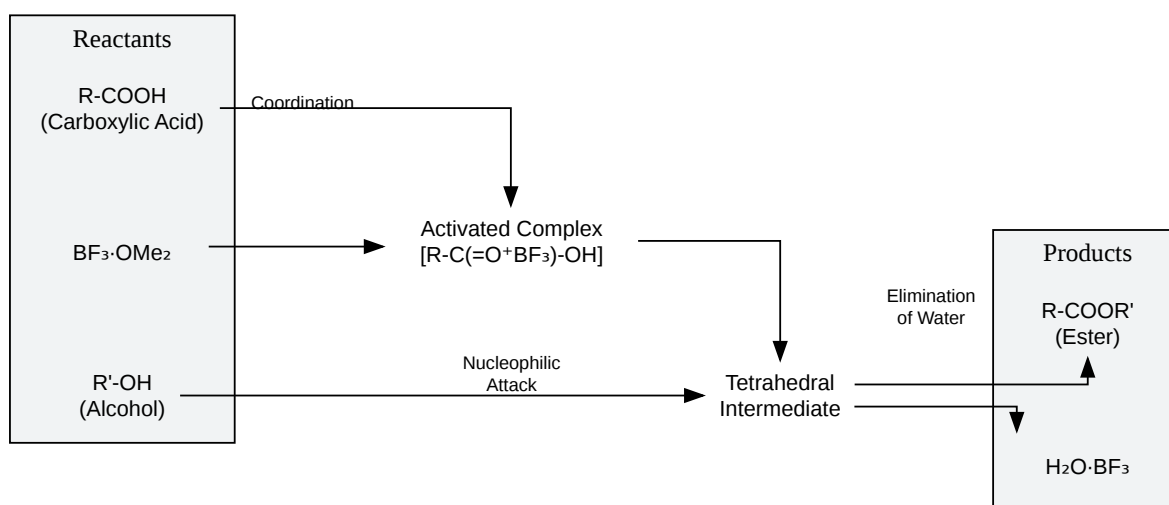 Reactants
R-COOH
(Carboxylic Acid)
Coordination
BF₃·OMe₂
Activated Complex
[R-C(=O⁺BF₃)-OH]
R'-OH
(Alcohol)
Nucleophilic
Attack
Tetrahedral
Intermediate
Elimination
of Water
Products
R-COOR'
(Ester)
H₂O·BF₃